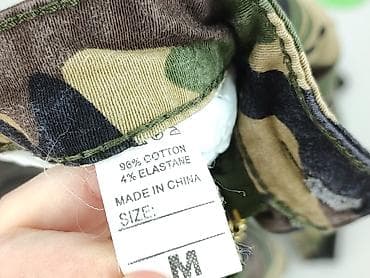 96% COTTON
4% ELASTANE
MADE IN CHINA
SIZE:
M